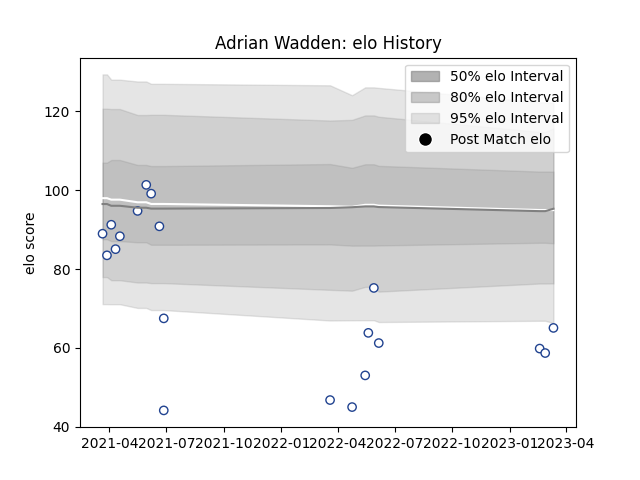 Adrian Wadden: elo History
50% elo Interval
80% elo Interval
95% elo Interval
Post Match elo
elo score
120
100
80
60
40
2021-04 2021-07 2021-10 2022-01 2022-04 2022-07 2022-10 2023-01 2023-04